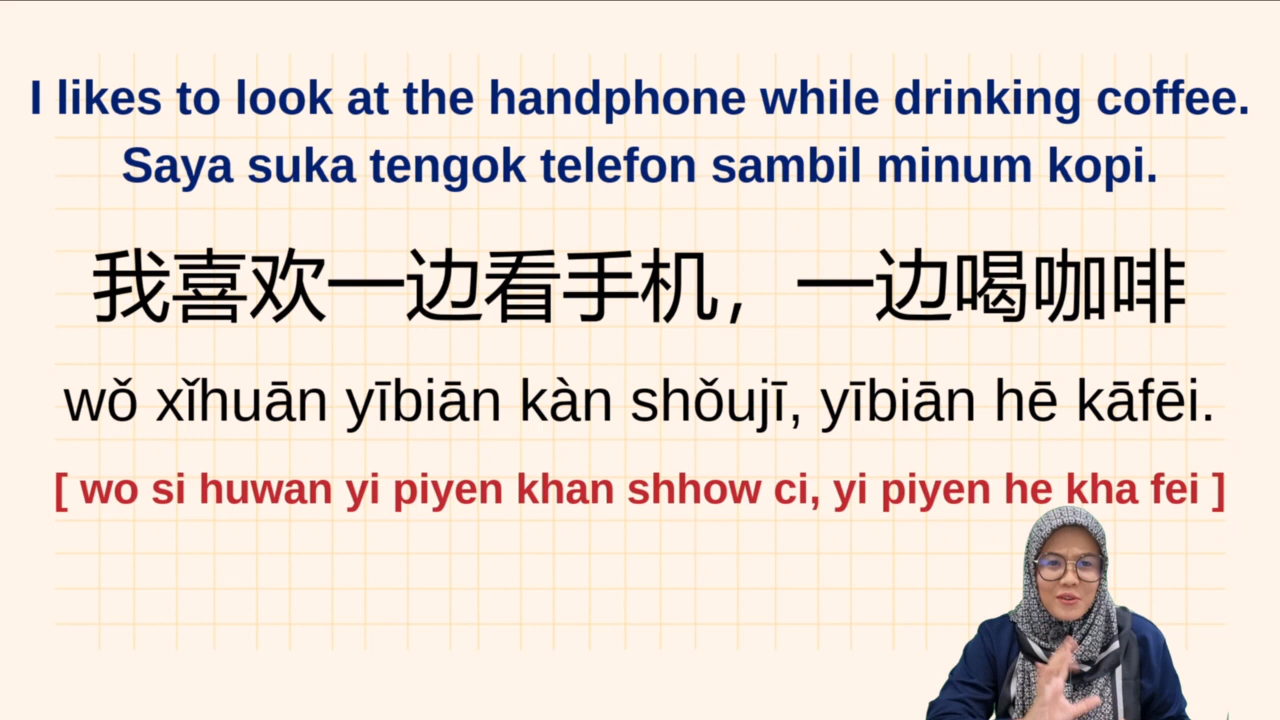 I likes to look at the handphone while drinking coffee.
Saya suka tengok telefon sambil minum kopi.
我喜欢一边看手机，一边喝咖啡
wǒ xǐhuān yībiān kàn shǒujī, yībiān hē kāfēi.
[ wo si huwan yi piyen khan shhow ci, yi piyen he kha fei ]